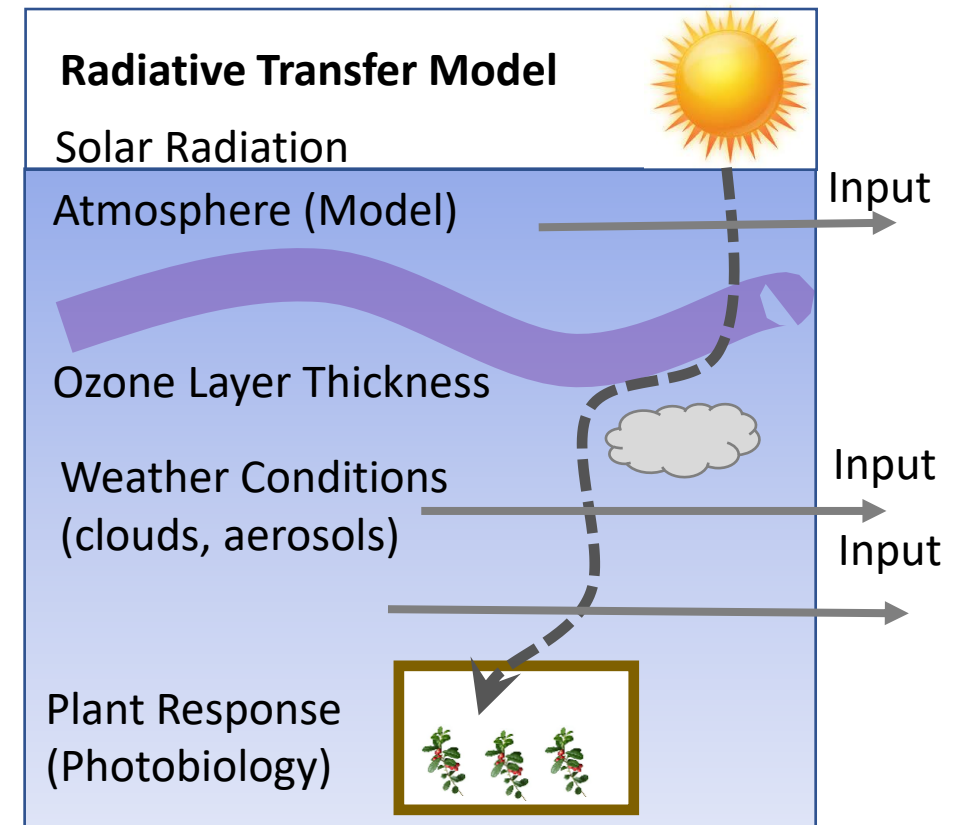 Radiative Transfer Model
Solar Radiation
Input
Atmosphere (Model)
Ozone Layer Thickness
Input
Weather Conditions
(clouds, aerosols)
Input
Plant Response
(Photobiology)